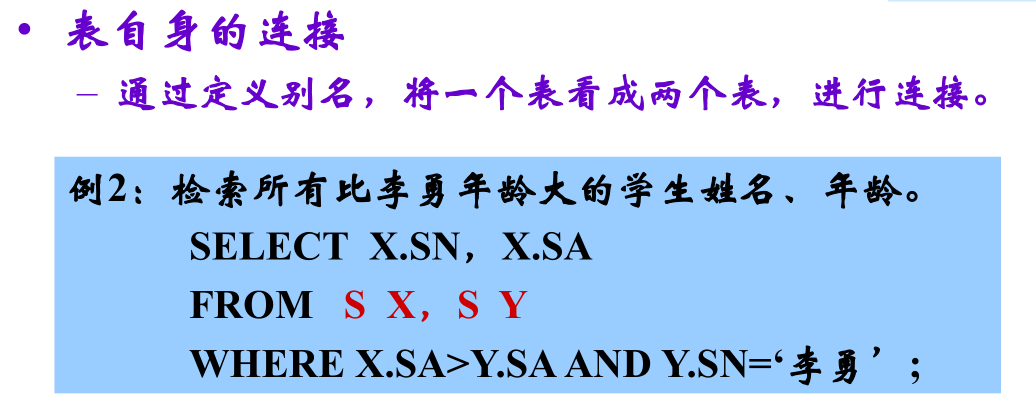 • 表自身的连接
– 通过定义别名，将一个表看成两个表，进行连接。
例2：检索所有比李勇年龄大的学生姓名、年龄。
SELECT X.SN，X.SA
FROM S X，S Y
WHERE X.SA>Y.SA AND Y.SN=‘李勇’；